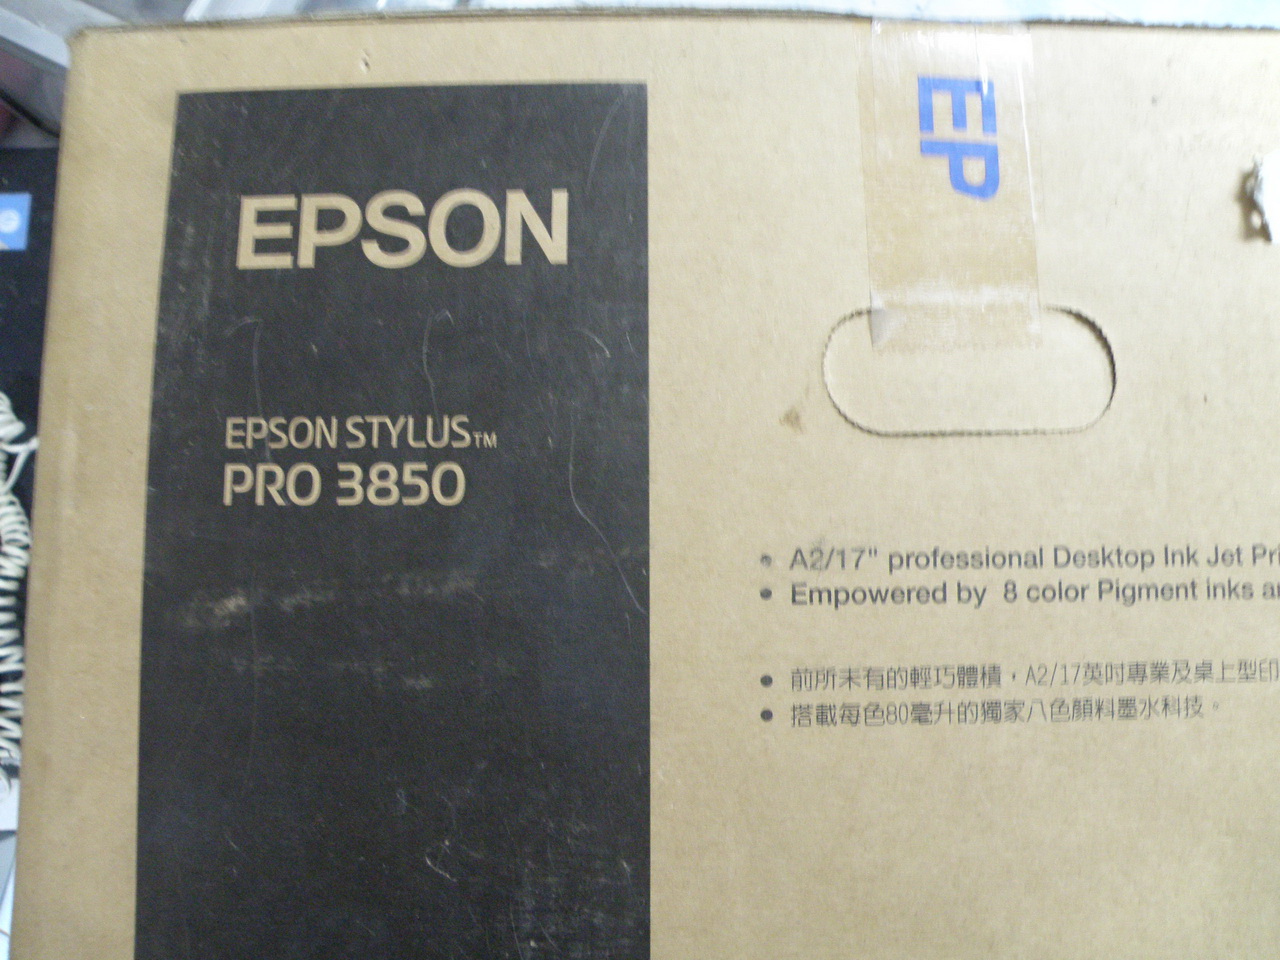 EPSON
EPSON STYLUS™
PRO 3850
EP
• A2/17" professional Desktop Ink Jet
• Empowered by 8 color Pigment inks
• 前所未有的輕巧體積，A2/17英吋專業及桌上型印
• 搭載每色80毫升的獨家八色顏料墨水科技。